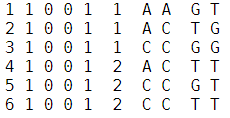 1 1 0 0 1 1 A A G T
2 1 0 0 1 1 A C T G
3 1 0 0 1 1 C C G G
4 1 0 0 1 2 A C T T
5 1 0 0 1 2 C C G T
6 1 0 0 1 2 C C T T